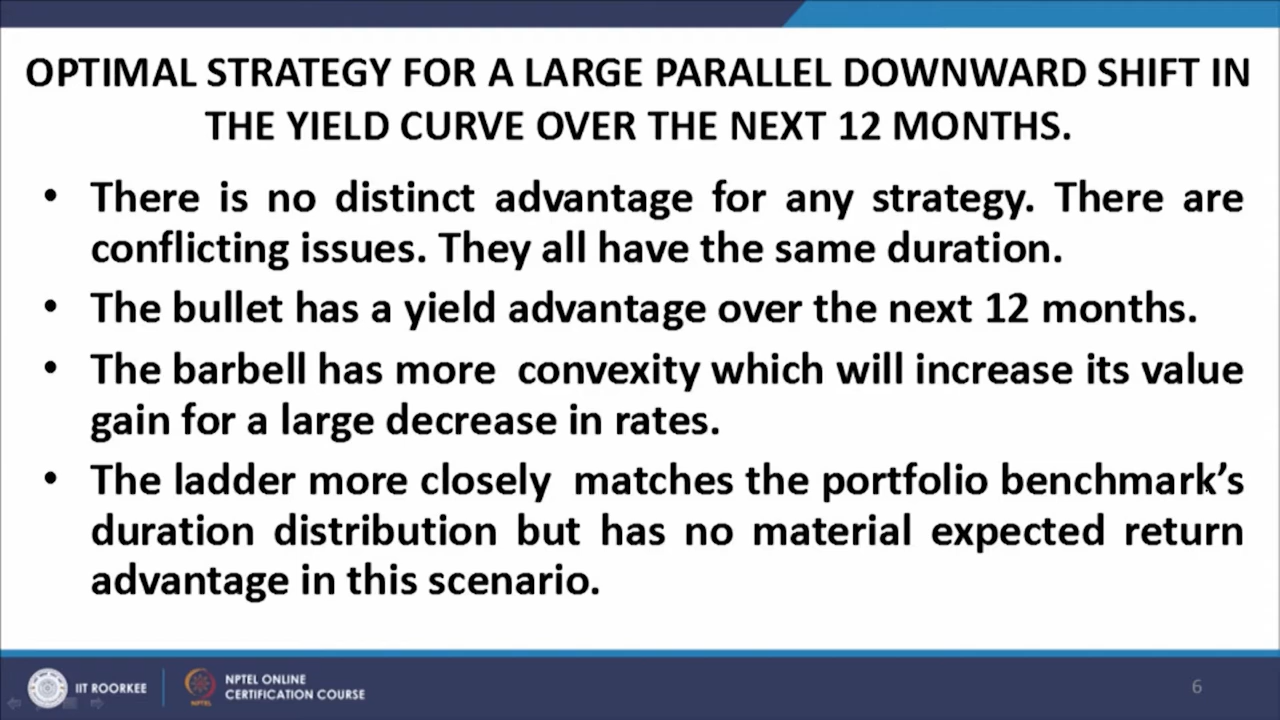 OPTIMAL STRATEGY FOR A LARGE PARALLEL DOWNWARD SHIFT IN
THE YIELD CURVE OVER THE NEXT 12 MONTHS.
• There is no distinct advantage for any strategy. There are
conflicting issues. They all have the same duration.
• The bullet has a yield advantage over the next 12 months.
• The barbell has more convexity which will increase its value
gain for a large decrease in rates.
• The ladder more closely matches the portfolio benchmark's
duration distribution but has no material expected return
advantage in this scenario.
IIT ROORKEE
NPTEL
NPTEL ONLINE
CERTIFICATION COURSE
6